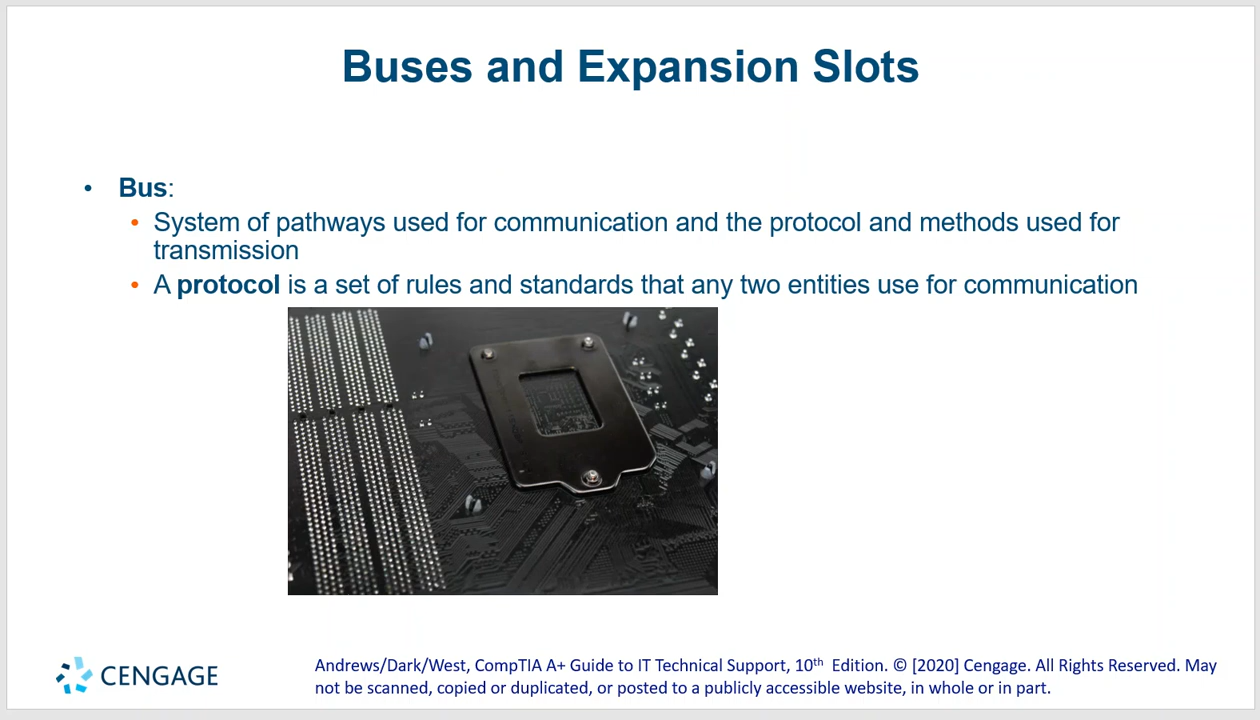 Buses and Expansion Slots
• Bus:
• System of pathways used for communication and the protocol and methods used for
transmission
• A protocol is a set of rules and standards that any two entities use for communication
CENGAGE
Andrews/Dark/West, CompTIA A+ Guide to IT Technical Support, 10th Edition. © [2020] Cengage. All Rights Reserved. May
not be scanned, copied or duplicated, or posted to a publicly accessible website, in whole or in part.